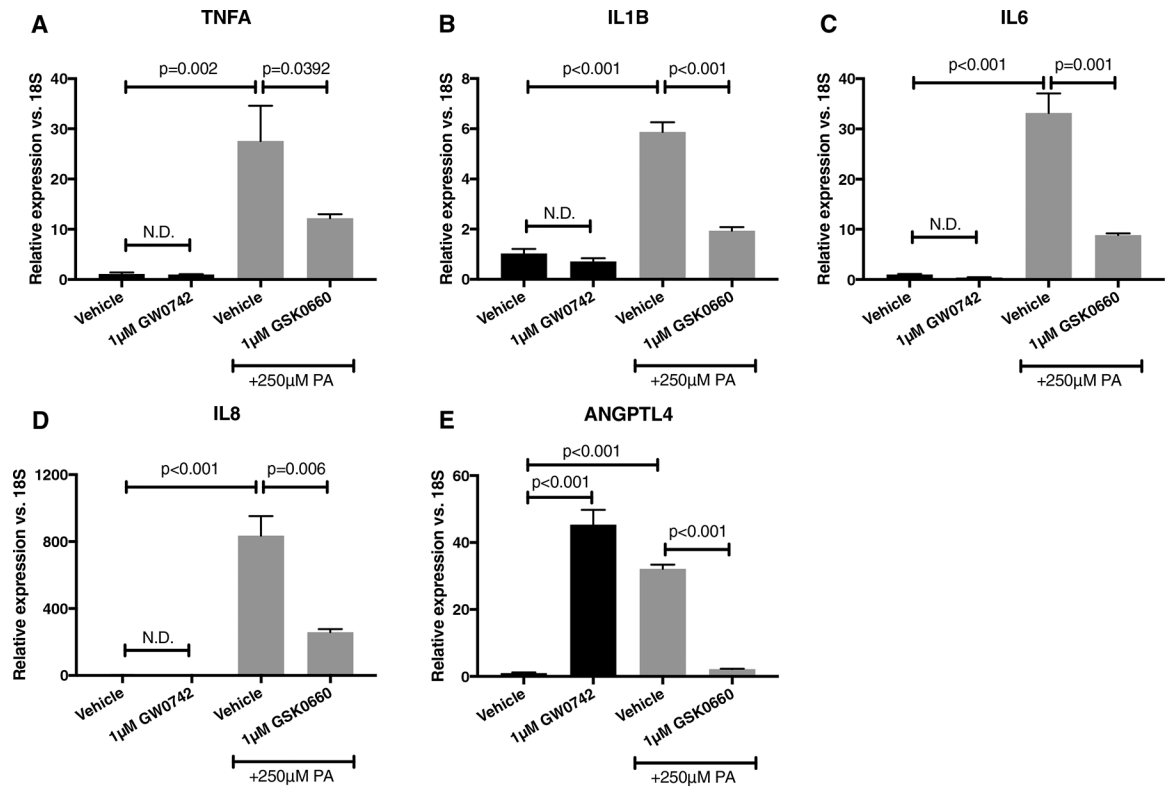 A
TNFA
Relative expression vs. 18S
40
30
20
10
0
p=0.002
p=0.0392
N.D.
Vehicle
1µM GW0742
Vehicle
1µM GSK0660
+250µM PA
B
IL1B
Relative expression vs. 18S
8
6
4
2
0
p<0.001
p<0.001
N.D.
Vehicle
1µM GW0742
Vehicle
1µM GSK0660
+250µM PA
C
IL6
Relative expression vs. 18S
40
30
20
10
0
p<0.001
p=0.001
N.D.
Vehicle
1µM GW0742
Vehicle
1µM GSK0660
+250µM PA
D
IL8
Relative expression vs. 18S
1200
800
400
0
p<0.001
p=0.006
N.D.
Vehicle
1µM GW0742
Vehicle
1µM GSK0660
+250µM PA
E
ANGPTL4
Relative expression vs. 18S
60
40
20
0
p<0.001
p<0.001
p<0.001
Vehicle
1µM GW0742
Vehicle
1µM GSK0660
+250µM PA